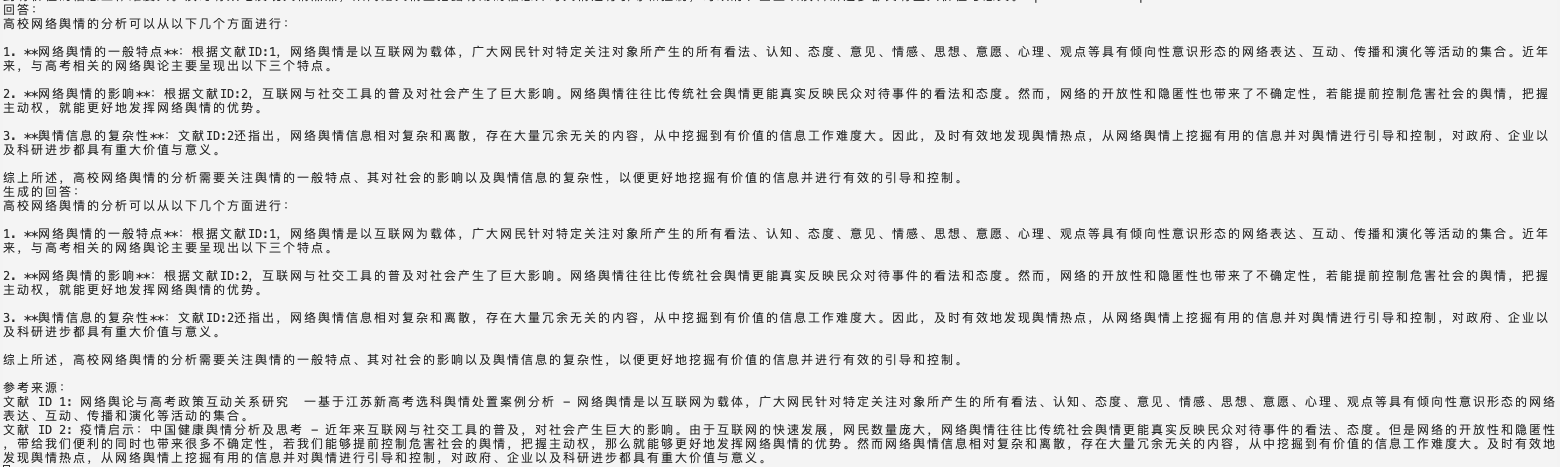 回答：
高校网络舆情的分析可以从以下几个方面进行：
1. **网络舆情的一般特点**：根据文献ID:1，网络舆情是以互联网为载体，广大网民针对特定关注对象所产生的所有看法、认知、态度、意见、情感、思想、意愿、心理、观点等具有倾向性意识形态的网络表达、互动、传播和演化等活动的集合。近年
来，与高考相关的网络舆论主要呈现出以下三个特点。
2. **网络舆情的影响**：根据文献ID:2，互联网与社交工具的普及对社会产生了巨大影响。网络舆情往往比传统社会舆情更能真实反映民众对待事件的看法和态度。然而，网络的开放性和隐匿性也带来了不确定性，若能提前控制危害社会的舆情，把握
主动权，就能更好地发挥网络舆情的优势。
3. **舆情信息的复杂性**：文献ID:2还指出，网络舆情信息相对复杂和离散，存在大量冗余无关的内容，从中挖掘到有价值的信息工作难度大。因此，及时有效地发现舆情热点，从网络舆情上挖掘有用的信息并对舆情进行引导和控制，对政府、企业以
及科研进步都具有重大价值与意义。
综上所述，高校网络舆情的分析需要关注舆情的一般特点、其对社会的影响以及舆情信息的复杂性，以便更好地挖掘有价值的信息并进行有效的引导和控制。
生成的回答：
高校网络舆情的分析可以从以下几个方面进行：
1. **网络舆情的一般特点**：根据文献ID:1，网络舆情是以互联网为载体，广大网民针对特定关注对象所产生的所有看法、认知、态度、意见、情感、思想、意愿、心理、观点等具有倾向性意识形态的网络表达、互动、传播和演化等活动的集合。近年
来，与高考相关的网络舆论主要呈现出以下三个特点。
2. **网络舆情的影响**：根据文献ID:2，互联网与社交工具的普及对社会产生了巨大影响。网络舆情往往比传统社会舆情更能真实反映民众对待事件的看法和态度。然而，网络的开放性和隐匿性也带来了不确定性，若能提前控制危害社会的舆情，把握
主动权，就能更好地发挥网络舆情的优势。
3. **舆情信息的复杂性**：文献ID:2还指出，网络舆情信息相对复杂和离散，存在大量冗余无关的内容，从中挖掘到有价值的信息工作难度大。因此，及时有效地发现舆情热点，从网络舆情上挖掘有用的信息并对舆情进行引导和控制，对政府、企业以
及科研进步都具有重大价值与意义。
综上所述，高校网络舆情的分析需要关注舆情的一般特点、其对社会的影响以及舆情信息的复杂性，以便更好地挖掘有价值的信息并进行有效的引导和控制。
参考来源：
文献 ID 1: 网络舆论与高考政策互动关系研究　一基于江苏新高考选科舆情处置案例分析 – 网络舆情是以互联网为载体，广大网民针对特定关注对象所产生的所有看法、认知、态度、意见、情感、思想、意愿、心理、观点等具有倾向性意识形态的网络
表达、互动、传播和演化等活动的集合。
文献 ID 2: 疫情启示：中国健康舆情分析及思考 – 近年来互联网与社交工具的普及，对社会产生巨大的影响。由于互联网的快速发展，网民数量庞大，网络舆情往往比传统社会舆情更能真实反映民众对待事件的看法、态度。但是网络的开放性和隐匿性
，带给我们便利的同时也带来很多不确定性，若我们能够提前控制危害社会的舆情，把握主动权，那么就能够更好地发挥网络舆情的优势。然而网络舆情信息相对复杂和离散，存在大量冗余无关的内容，从中挖掘到有价值的信息工作难度大。及时有效地
发现舆情热点，从网络舆情上挖掘有用的信息并对舆情进行引导和控制，对政府、企业以及科研进步都具有重大价值与意义。